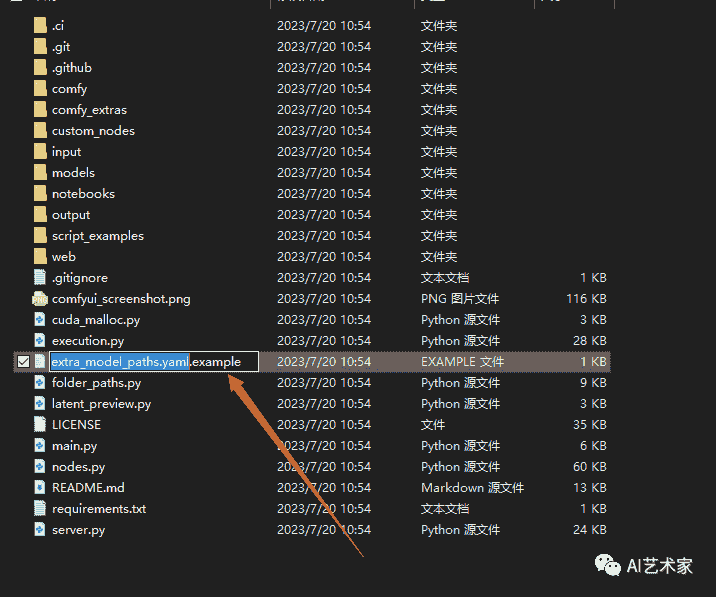 .ci 2023/7/20 10:54 文件夹
.git 2023/7/20 10:54 文件夹
.github 2023/7/20 10:54 文件夹
comfy 2023/7/20 10:54 文件夹
comfy_extras 2023/7/20 10:54 文件夹
custom_nodes 2023/7/20 10:54 文件夹
input 2023/7/20 10:54 文件夹
models 2023/7/20 10:54 文件夹
notebooks 2023/7/20 10:54 文件夹
output 2023/7/20 10:54 文件夹
script_examples 2023/7/20 10:54 文件夹
web 2023/7/20 10:54 文件夹
.gitignore 2023/7/20 10:54 文本文档 1 KB
comfyui_screenshot.png 2023/7/20 10:54 PNG 图片文件 116 KB
cuda_malloc.py 2023/7/20 10:54 Python 源文件 3 KB
execution.py 2023/7/20 10:54 Python 源文件 28 KB
extra_model_paths.yaml.example 2023/7/20 10:54 EXAMPLE 文件 1 KB
folder_paths.py 2023/7/20 10:54 Python 源文件 9 KB
latent_preview.py 2023/7/20 10:54 Python 源文件 3 KB
LICENSE 2023/7/20 10:54 文件 35 KB
main.py 2023/7/20 10:54 Python 源文件 6 KB
nodes.py 2023/7/20 10:54 Python 源文件 60 KB
README.md 2023/7/20 10:54 Markdown 源文件 13 KB
requirements.txt 2023/7/20 10:54 文本文档 1 KB
server.py 2023/7/20 10:54 Python 源文件 24 KB
AI艺术家